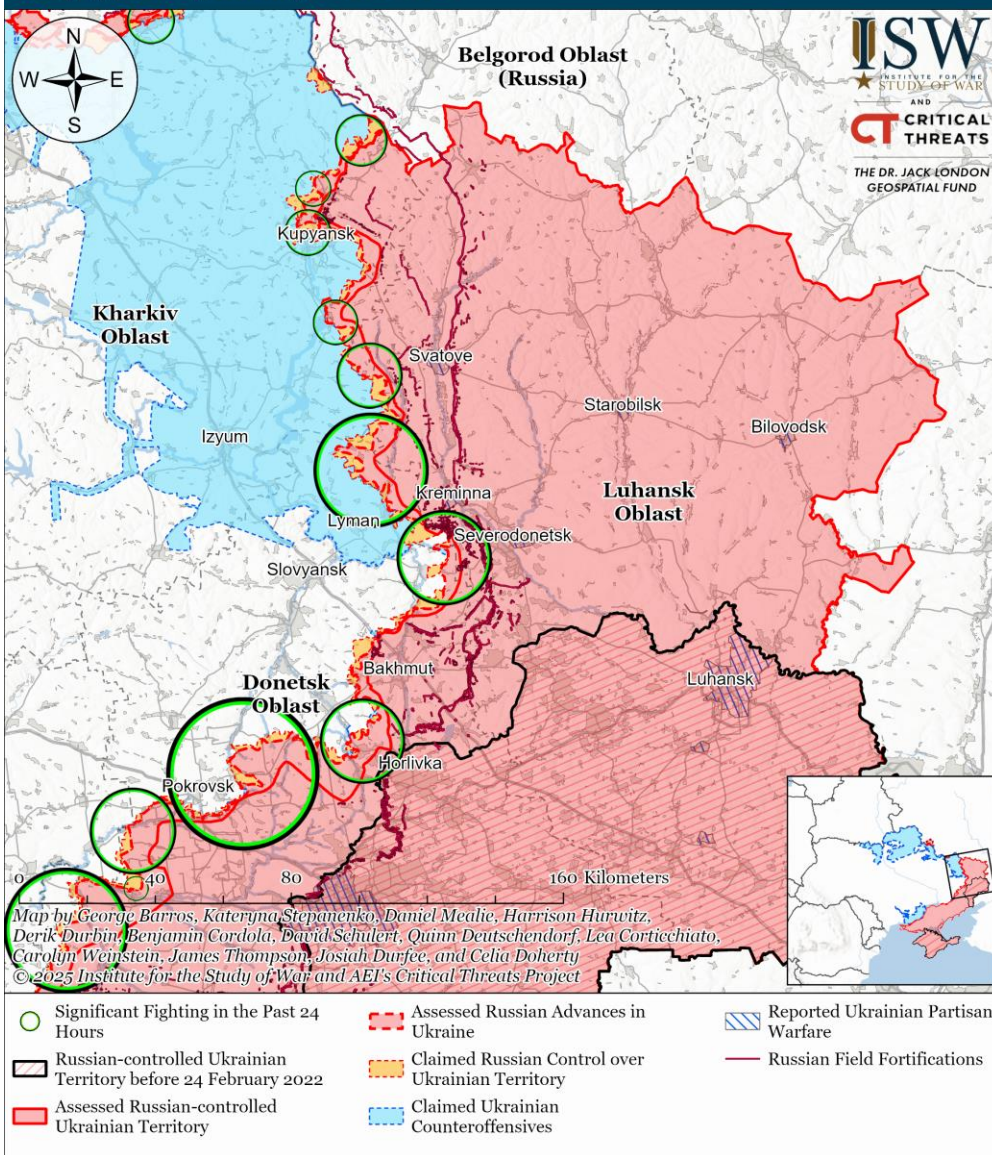 N
W
E
S
Belgorod Oblast
(Russia)
ISW
INSTITUTE FOR THE
STUDY OF WAR
AND
CT CRITICAL
THREATS
THE DR. JACK LONDON
GEOSPATIAL FUND
Kupyansk
Kharkiv
Oblast
Svatove
Starobilsk
Bilovodsk
Izyum
Kreminna
Luhansk
Oblast
Lyman
Severodonetsk
Slovyansk
Bakhmut
Luhansk
Donetsk
Oblast
Horlivka
Pokrovsk
0
40
80
160 Kilometers
Map by George Barros, Kateryna Stepanenko, Daniel Mealie, Harrison Hurwitz,
Derik Durbin, Benjamin Cordola, David Schulert, Quinn Deutschendorf, Lea Corticchiato,
Carolyn Weinstein, James Thompson, Josiah Durfee, and Celia Doherty
© 2025 Institute for the Study of War and AEI's Critical Threats Project
Significant Fighting in the Past 24
Hours
Russian-controlled Ukrainian
Territory before 24 February 2022
Assessed Russian-controlled
Ukrainian Territory
Assessed Russian Advances in
Ukraine
Claimed Russian Control over
Ukrainian Territory
Claimed Ukrainian
Counteroffensives
Reported Ukrainian Partisan
Warfare
Russian Field Fortifications